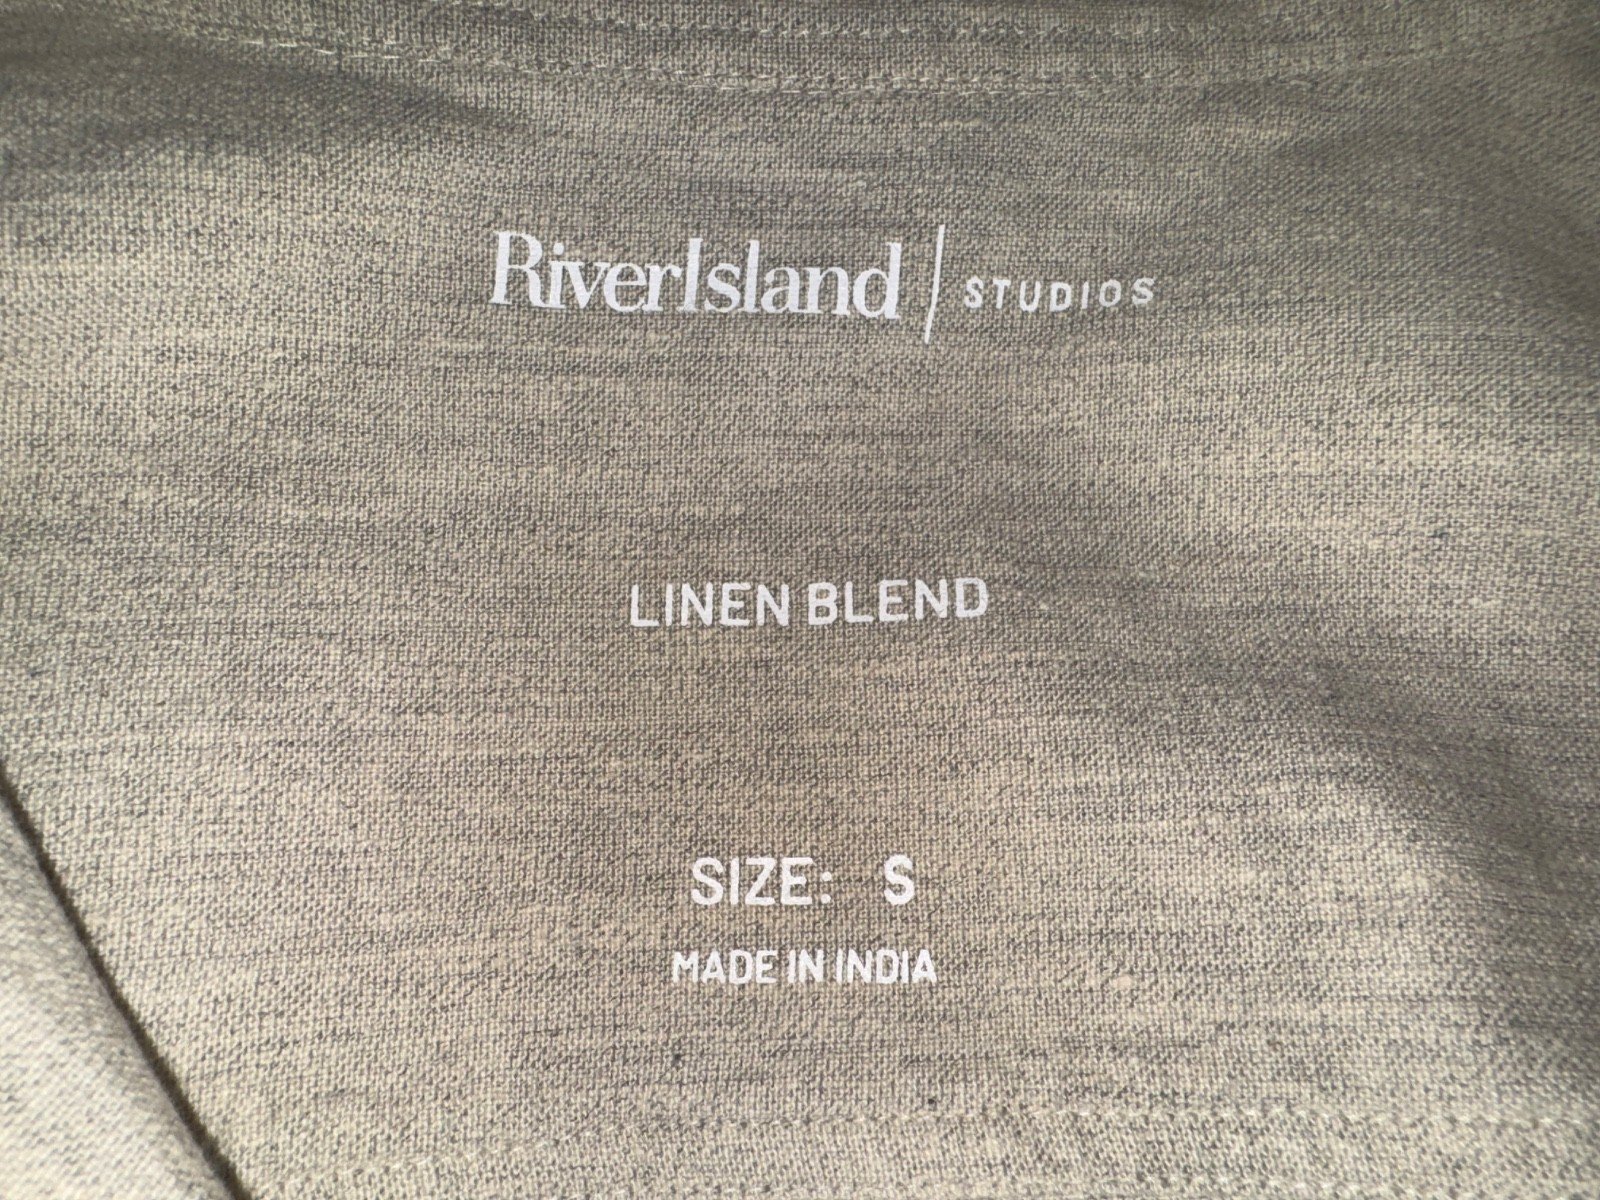 RiverIsland | STUDIOS
LINEN BLEND
SIZE: S
MADE IN INDIA